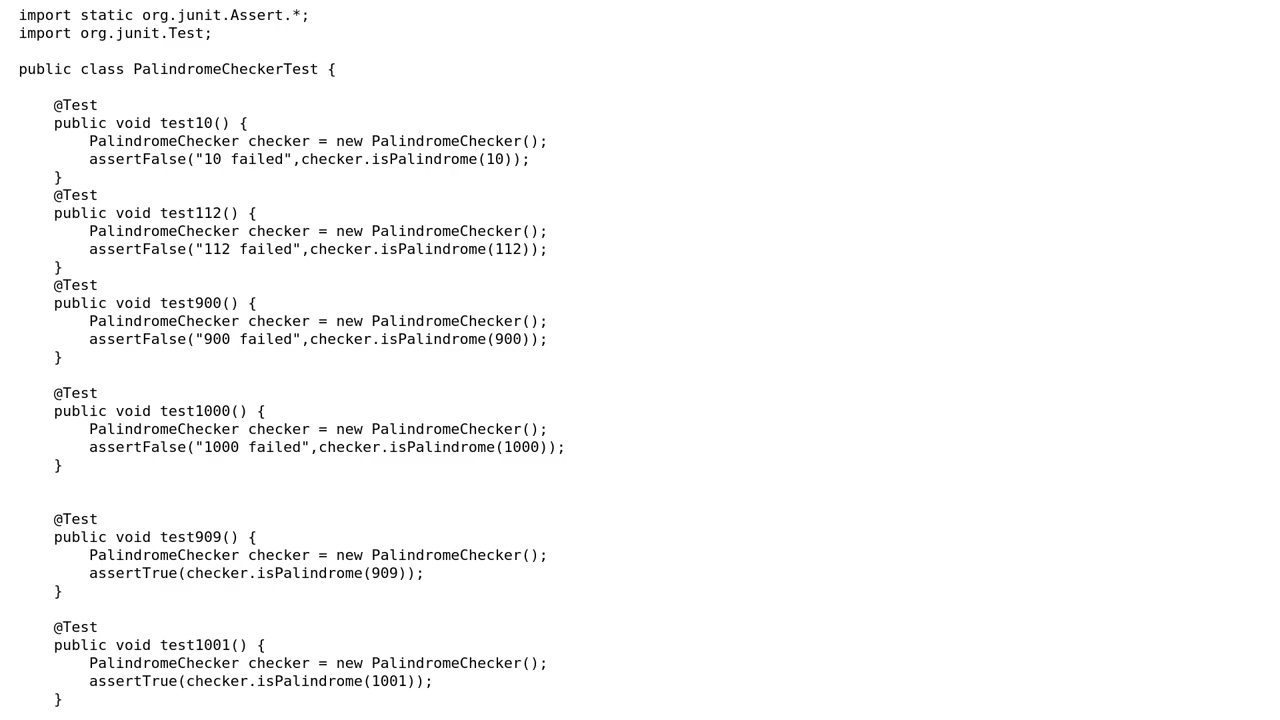 import static org.junit.Assert.*;
import org.junit.Test;

public class PalindromeCheckerTest {

    @Test
    public void test10() {
        PalindromeChecker checker = new PalindromeChecker();
        assertFalse("10 failed",checker.isPalindrome(10));
    }
    @Test
    public void test112() {
        PalindromeChecker checker = new PalindromeChecker();
        assertFalse("112 failed",checker.isPalindrome(112));
    }
    @Test
    public void test900() {
        PalindromeChecker checker = new PalindromeChecker();
        assertFalse("900 failed",checker.isPalindrome(900));
    }

    @Test
    public void test1000() {
        PalindromeChecker checker = new PalindromeChecker();
        assertFalse("1000 failed",checker.isPalindrome(1000));
    }


    @Test
    public void test909() {
        PalindromeChecker checker = new PalindromeChecker();
        assertTrue(checker.isPalindrome(909));
    }

    @Test
    public void test1001() {
        PalindromeChecker checker = new PalindromeChecker();
        assertTrue(checker.isPalindrome(1001));
    }